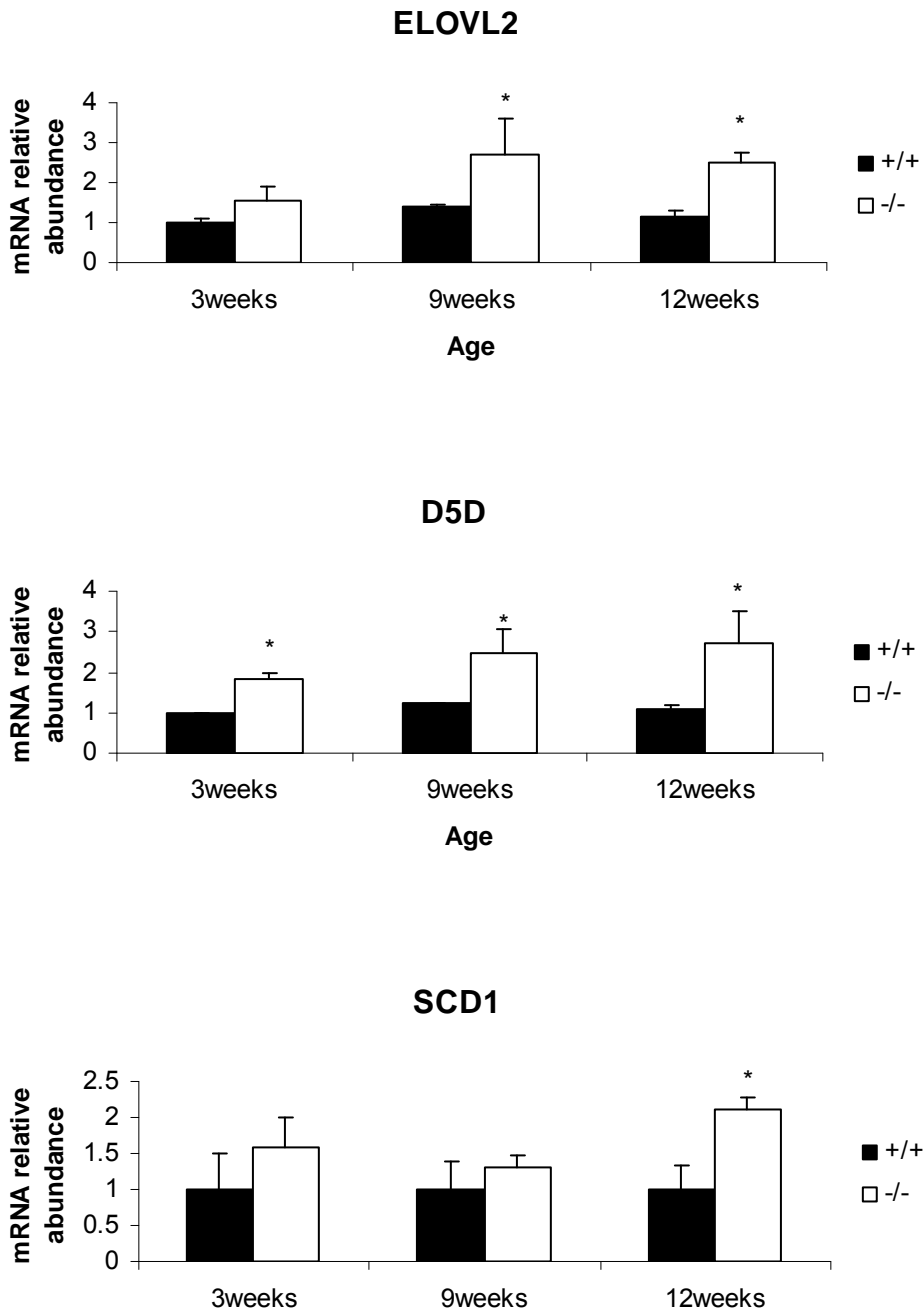 ELOVL2
mRNA relative
abundance
4
3
2
1
0
*
*
3weeks
9weeks
12weeks
Age
+/+
-/-
D5D
mRNA relative
abundance
4
3
2
1
0
*
*
*
3weeks
9weeks
12weeks
Age
+/+
-/-
SCD1
mRNA relative
abundance
2.5
2
1.5
1
0.5
0
*
3weeks
9weeks
12weeks
+/+
-/-